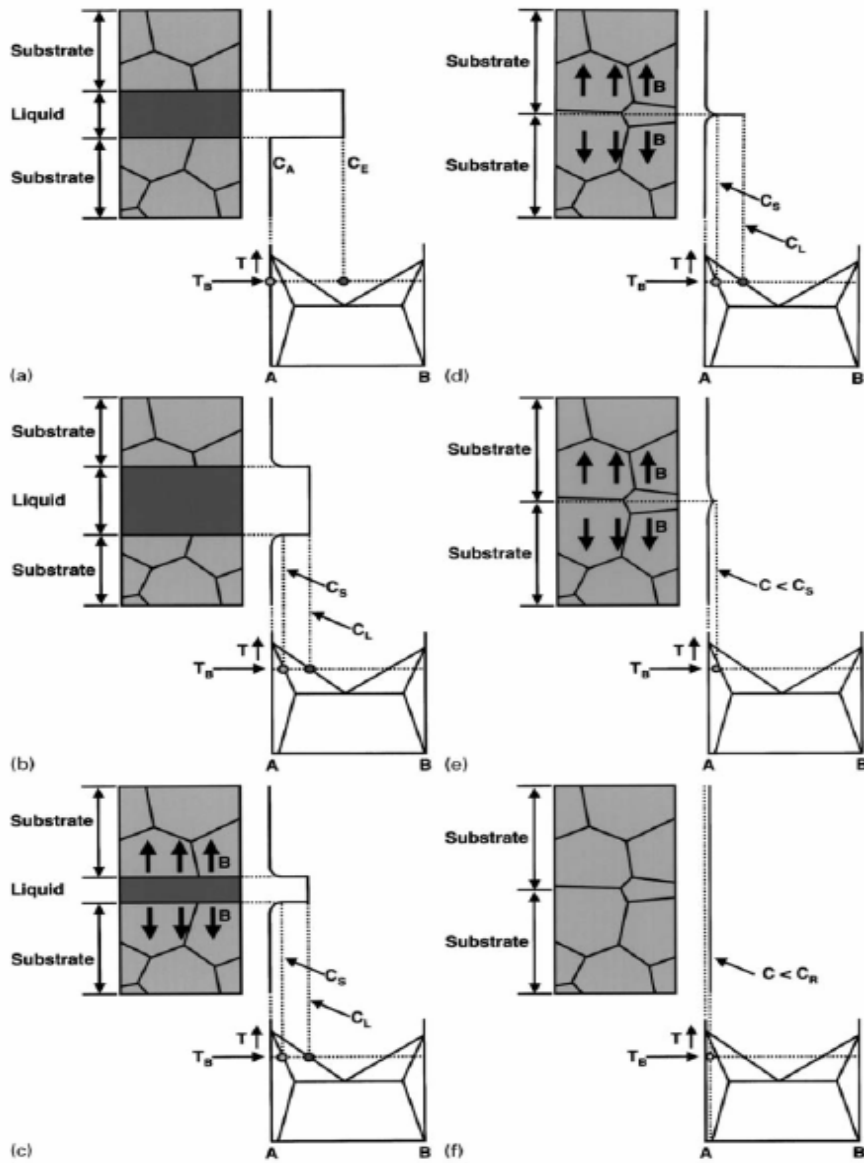 Substrate
Liquid
Substrate
C_A
C_E
T
T_B
(a)
A
B
Substrate
Liquid
Substrate
C_S
C_L
T
T_B
(b)
A
B
Substrate
B
Liquid
B
Substrate
C_S
C_L
T
T_B
(c)
A
B
Substrate
B
B
Substrate
C_S
C_L
T
T_B
(d)
A
B
Substrate
B
B
Substrate
C < C_S
T
T_B
(e)
A
B
Substrate
Substrate
C < C_R
T
T_B
(f)
A
B